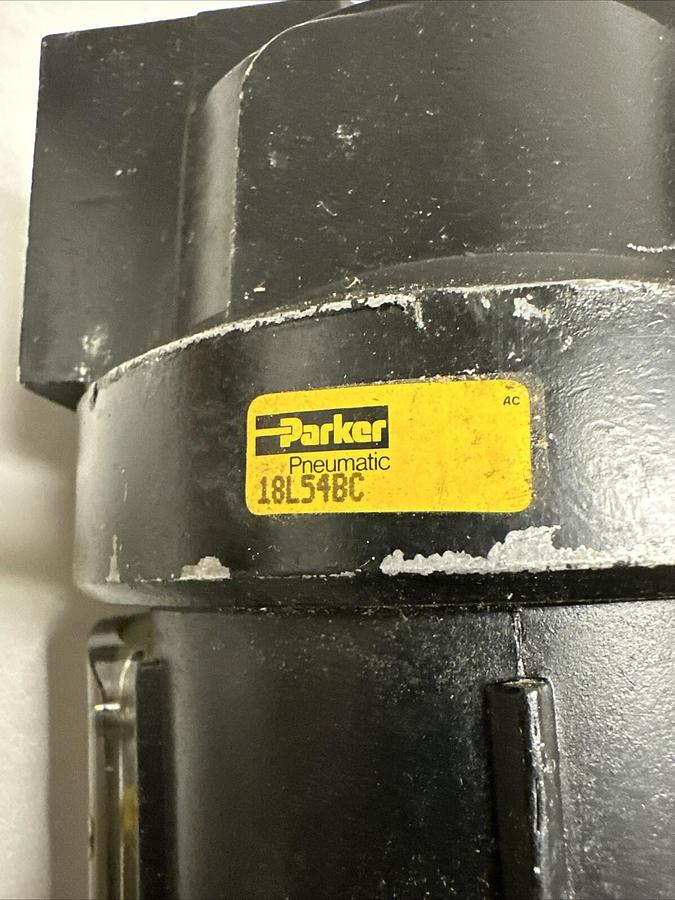 AC
Parker
Pneumatic
18L54BC